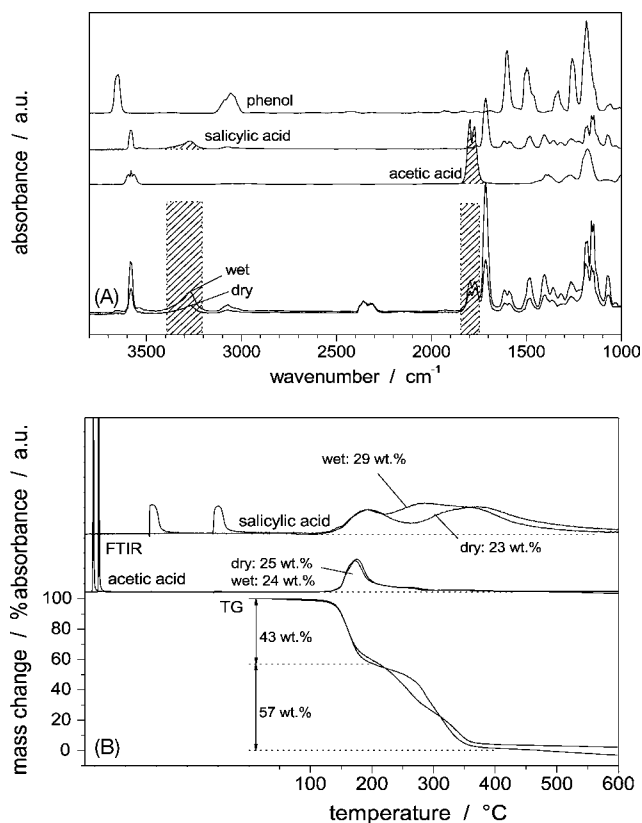 absorbance / a.u.
phenol
salicylic acid
acetic acid
(A)
wet
dry
3500 3000 2500 2000 1500 1000
wavenumber / cm-1
mass change / % absorbance / a.u.
wet: 29 wt.%
salicylic acid
dry: 23 wt.%
FTIR
acetic acid
dry: 25 wt.%
wet: 24 wt.%
100
80
60
40
20
0
TG
43 wt.%
57 wt.%
(B)
100 200 300 400 500 600
temperature / °C